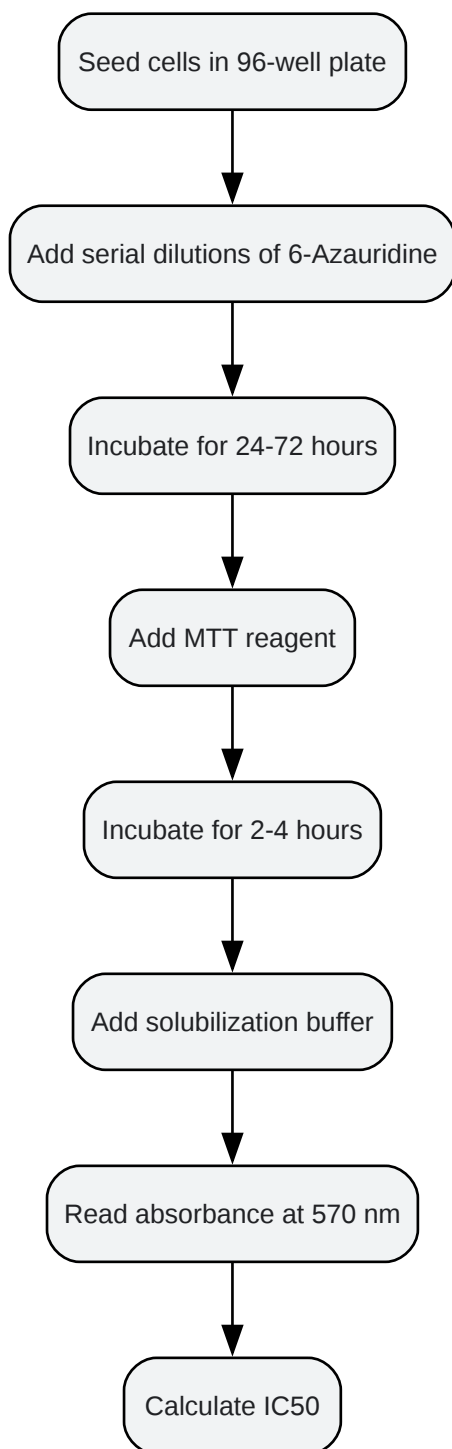 Seed cells in 96-well plate
Add serial dilutions of 6-Azauridine
Incubate for 24-72 hours
Add MTT reagent
Incubate for 2-4 hours
Add solubilization buffer
Read absorbance at 570 nm
Calculate IC50